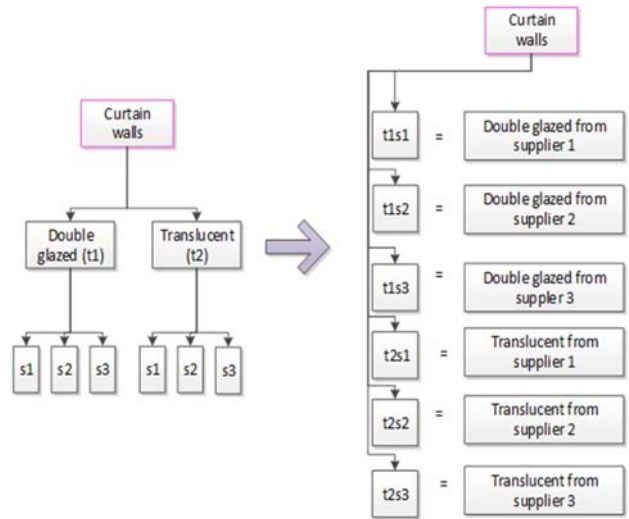 Curtain
walls
Double
glazed (t1)
Translucent
(t2)
s1
s2
s3
s1
s2
s3
Curtain
walls
t1s1
=
Double glazed from
supplier 1
t1s2
=
Double glazed from
supplier 2
t1s3
=
Double glazed from
suppler 3
t2s1
=
Translucent from
supplier 1
t2s2
=
Translucent from
supplier 2
t2s3
=
Translucent from
supplier 3